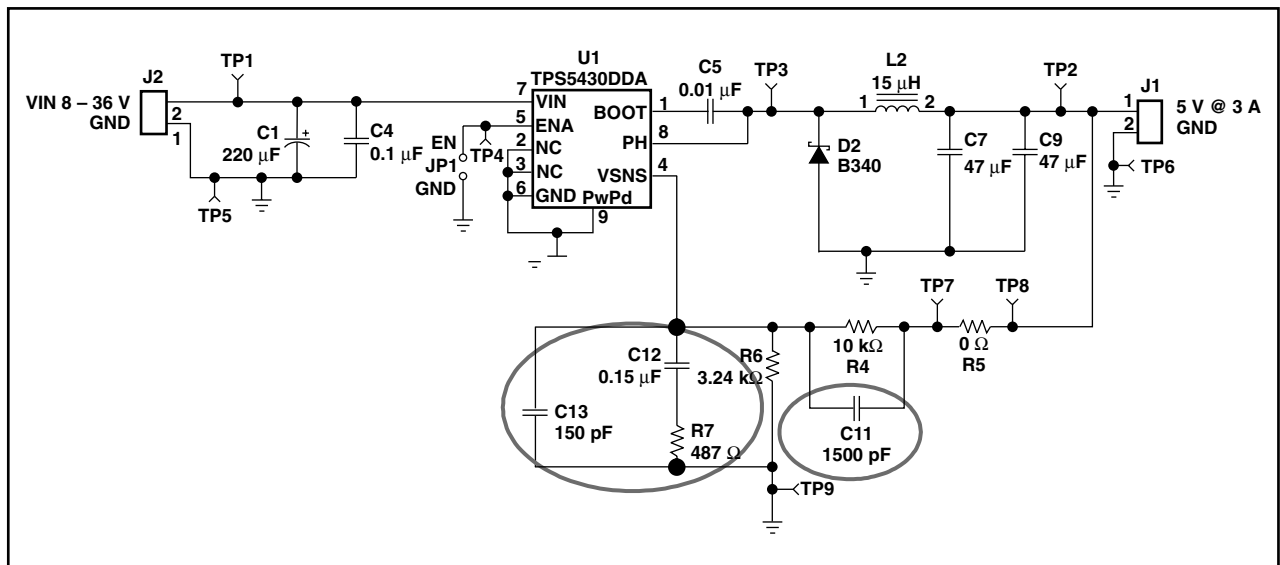 U1
TPS5430DDA
TP1
J2
VIN 8 – 36 V
GND
2
1
C1
220 μF
+
C4
0.1 μF
TP5
EN
JP1
GND
TP4
7
5
2
3
6
VIN
ENA
NC
NC
GND
BOOT
PH
VSNS
PwPd
9
1
8
4
C5
0.01 μF
TP3
L2
15 μH
1
2
D2
B340
C7
47 μF
C9
47 μF
TP2
J1
1
2
5 V @ 3 A
GND
TP6
TP7
TP8
C12
0.15 μF
R6
3.24 kΩ
10 kΩ
R4
0 Ω
R5
C13
150 pF
R7
487 Ω
C11
1500 pF
TP9